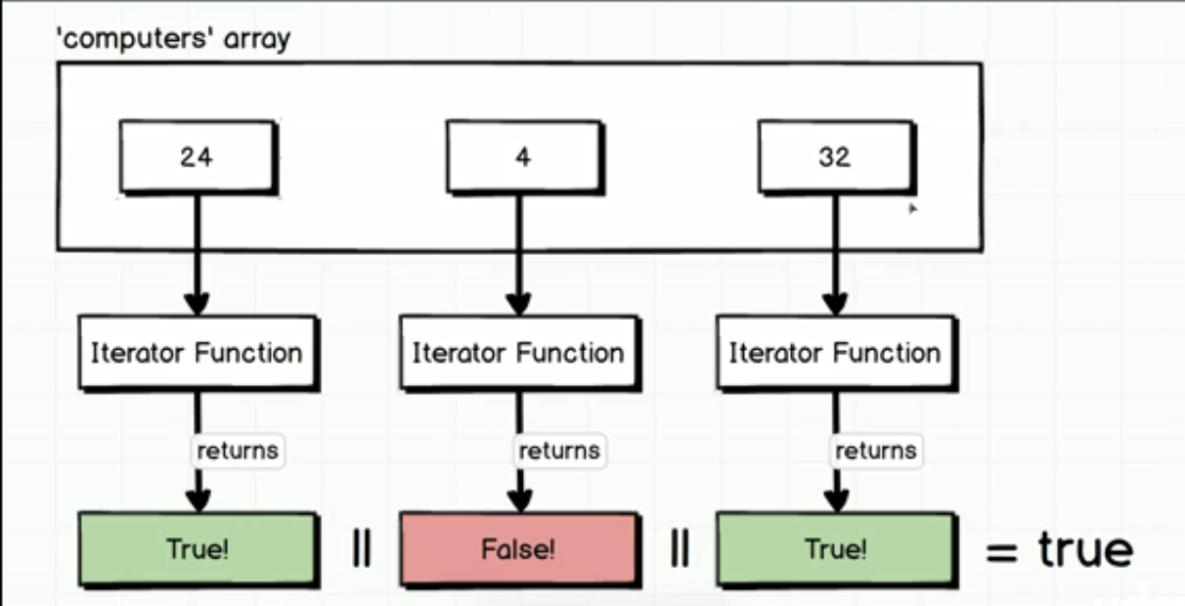 'computers' array
24
4
32
Iterator Function
Iterator Function
Iterator Function
returns
returns
returns
True!
||
False!
||
True!
= true